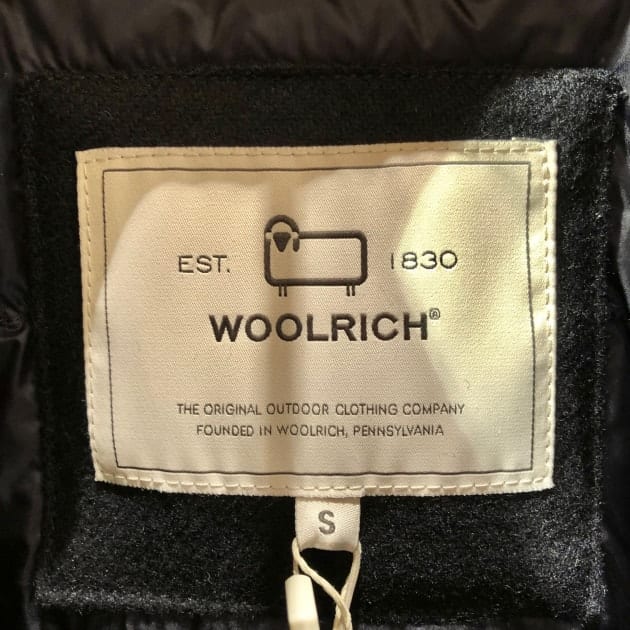 EST. 1830
WOOLRICH®
THE ORIGINAL OUTDOOR CLOTHING COMPANY
FOUNDED IN WOOLRICH, PENNSYLVANIA
S